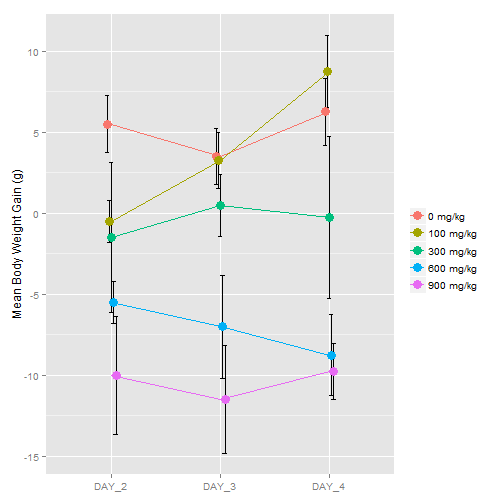 Mean Body Weight Gain (g)
10
5
0
-5
-10
-15
DAY_2
DAY_3
DAY_4
0 mg/kg
100 mg/kg
300 mg/kg
600 mg/kg
900 mg/kg